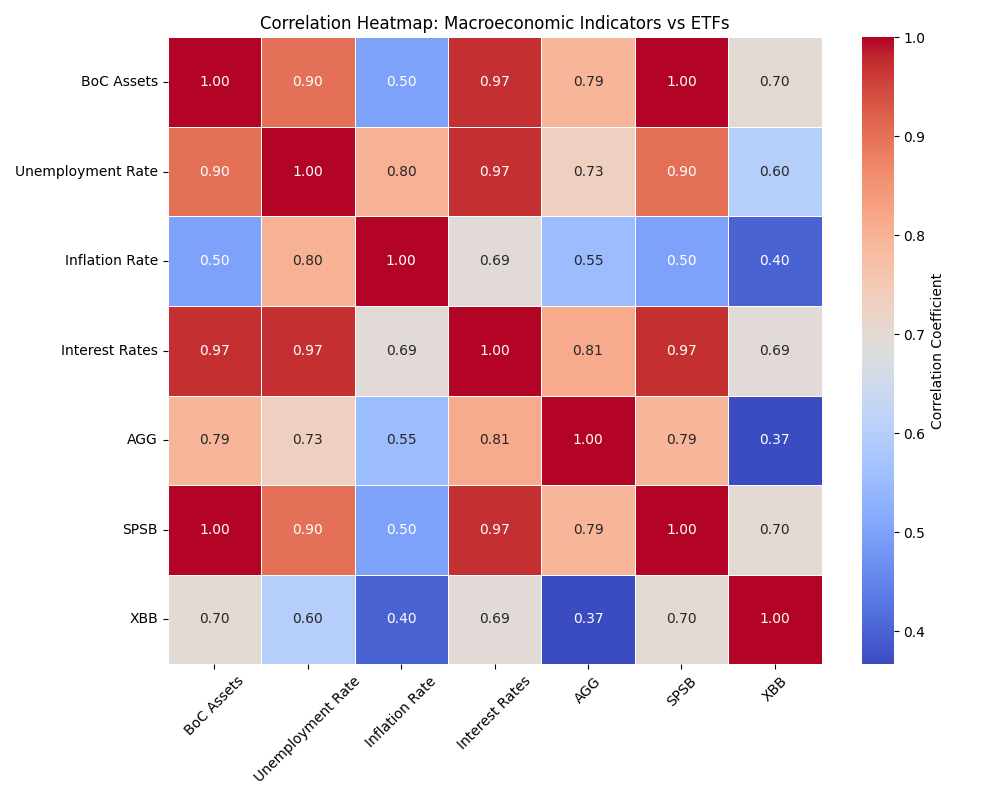 Correlation Heatmap: Macroeconomic Indicators vs ETFs
BoC Assets 1.00 0.90 0.50 0.97 0.79 1.00 0.70
Unemployment Rate 0.90 1.00 0.80 0.97 0.73 0.90 0.60
Inflation Rate 0.50 0.80 1.00 0.69 0.55 0.50 0.40
Interest Rates 0.97 0.97 0.69 1.00 0.81 0.97 0.69
AGG 0.79 0.73 0.55 0.81 1.00 0.79 0.37
SPSB 1.00 0.90 0.50 0.97 0.79 1.00 0.70
XBB 0.70 0.60 0.40 0.69 0.37 0.70 1.00
BoC Assets
Unemployment Rate
Inflation Rate
Interest Rates
AGG
SPSB
XBB
1.0
0.9
0.8
0.7
0.6
0.5
0.4
Correlation Coefficient